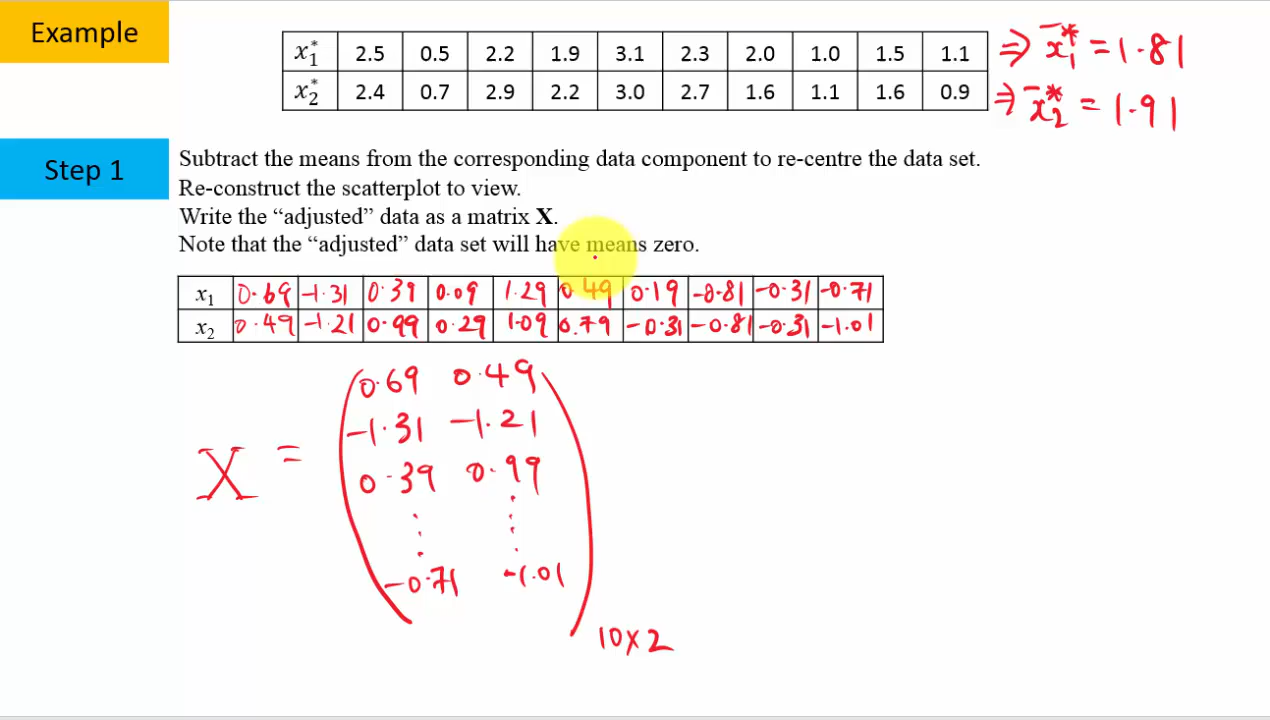 Example
x₁* 2.5 0.5 2.2 1.9 3.1 2.3 2.0 1.0 1.5 1.1 ⇒ x̄₁* = 1.81
x₂* 2.4 0.7 2.9 2.2 3.0 2.7 1.6 1.1 1.6 0.9 ⇒ x̄₂* = 1.91
Step 1
Subtract the means from the corresponding data component to re-centre the data set.
Re-construct the scatterplot to view.
Write the “adjusted” data as a matrix X.
Note that the “adjusted” data set will have means zero.
x₁ 0.69 -1.31 0.39 0.09 1.29 0.49 0.19 -0.81 -0.31 -0.71
x₂ 0.49 -1.21 0.99 0.29 1.09 0.79 -0.31 -0.81 -0.31 -1.01
0.69 0.49
-1.31 -1.21
X =
0.39 0.99
⋮ ⋮
-0.71 -1.01
10×2